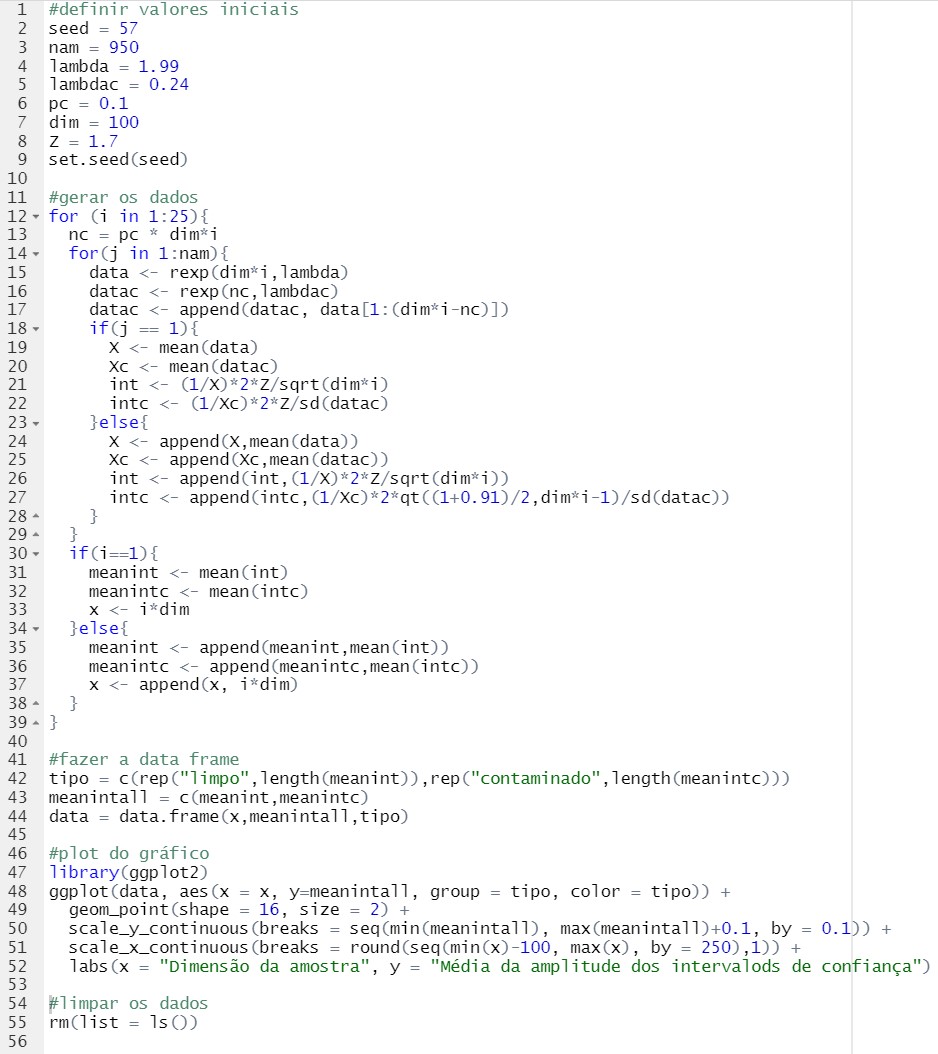 1 #definir valores iniciais
2 seed = 57
3 nam = 950
4 lambda = 1.99
5 lambdac = 0.24
6 pc = 0.1
7 dim = 100
8 Z = 1.7
9 set.seed(seed)
10
11 #gerar os dados
12 for (i in 1:25){
13   nc = pc * dim*i
14   for(j in 1:nam){
15     data <- rexp(dim*i,lambda)
16     datac <- rexp(nc,lambdac)
17     datac <- append(datac, data[1:(dim*i-nc)])
18     if(j == 1){
19       X <- mean(data)
20       Xc <- mean(datac)
21       int <- (1/X)*2*Z/sqrt(dim*i)
22       intc <- (1/Xc)*2*Z/sd(datac)
23     }else{
24       X <- append(X,mean(data))
25       Xc <- append(Xc,mean(datac))
26       int <- append(int,(1/X)*2*Z/sqrt(dim*i))
27       intc <- append(intc,(1/Xc)*2*qt((1+0.91)/2,dim*i-1)/sd(datac))
28     }
29   }
30   if(i==1){
31     meanint <- mean(int)
32     meanintc <- mean(intc)
33     x <- i*dim
34   }else{
35     meanint <- append(meanint,mean(int))
36     meanintc <- append(meanintc,mean(intc))
37     x <- append(x, i*dim)
38   }
39 }
40
41 #fazer a data frame
42 tipo = c(rep("limpo",length(meanint)),rep("contaminado",length(meanintc)))
43 meanintall = c(meanint,meanintc)
44 data = data.frame(x,meanintall,tipo)
45
46 #plot do gráfico
47 library(ggplot2)
48 ggplot(data, aes(x = x, y=meanintall, group = tipo, color = tipo)) +
49   geom_point(shape = 16, size = 2) +
50   scale_y_continuous(breaks = seq(min(meanintall), max(meanintall)+0.1, by = 0.1)) +
51   scale_x_continuous(breaks = round(seq(min(x)-100, max(x), by = 250),1)) +
52   labs(x = "Dimensão da amostra", y = "Média da amplitude dos intervalods de confiança")
53
54 #limpar os dados
55 rm(list = ls())
56